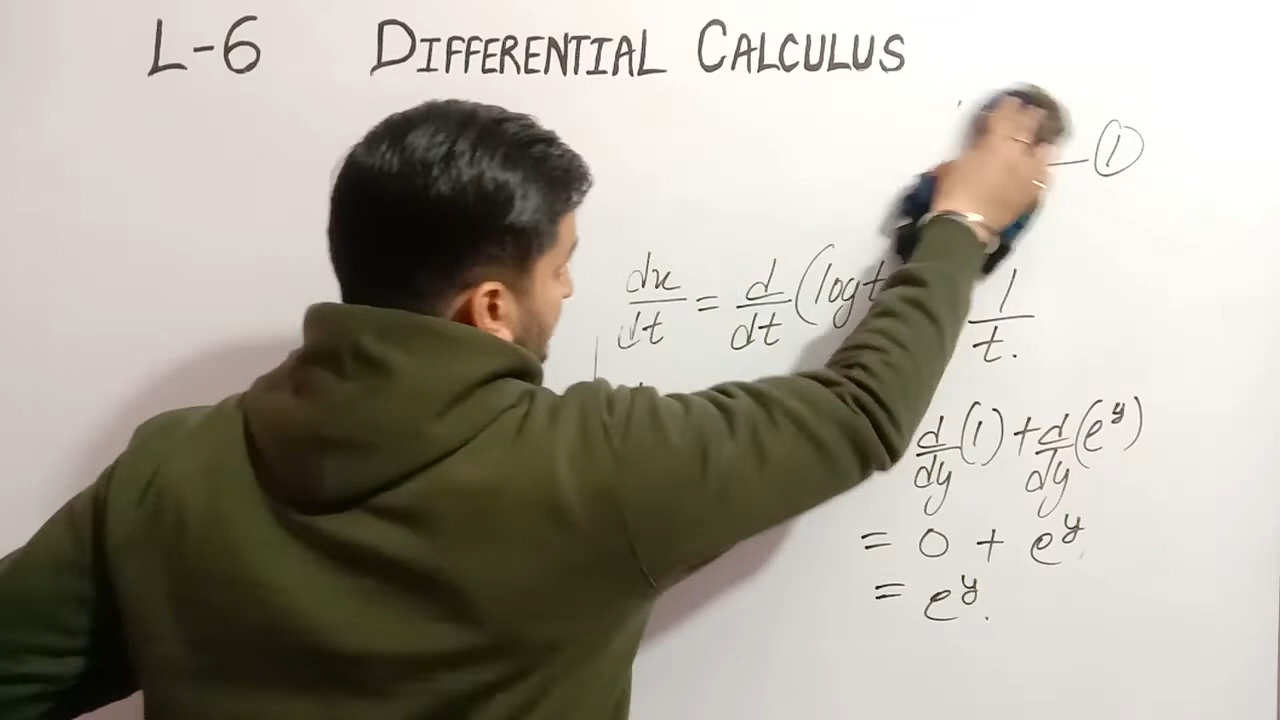 L-6 DIFFERENTIAL CALCULUS
— ①
dx/dt = d/dt (log t 1/t.
d/dy (1) + d/dy (e^y)
= 0 + e^y
= e^y.